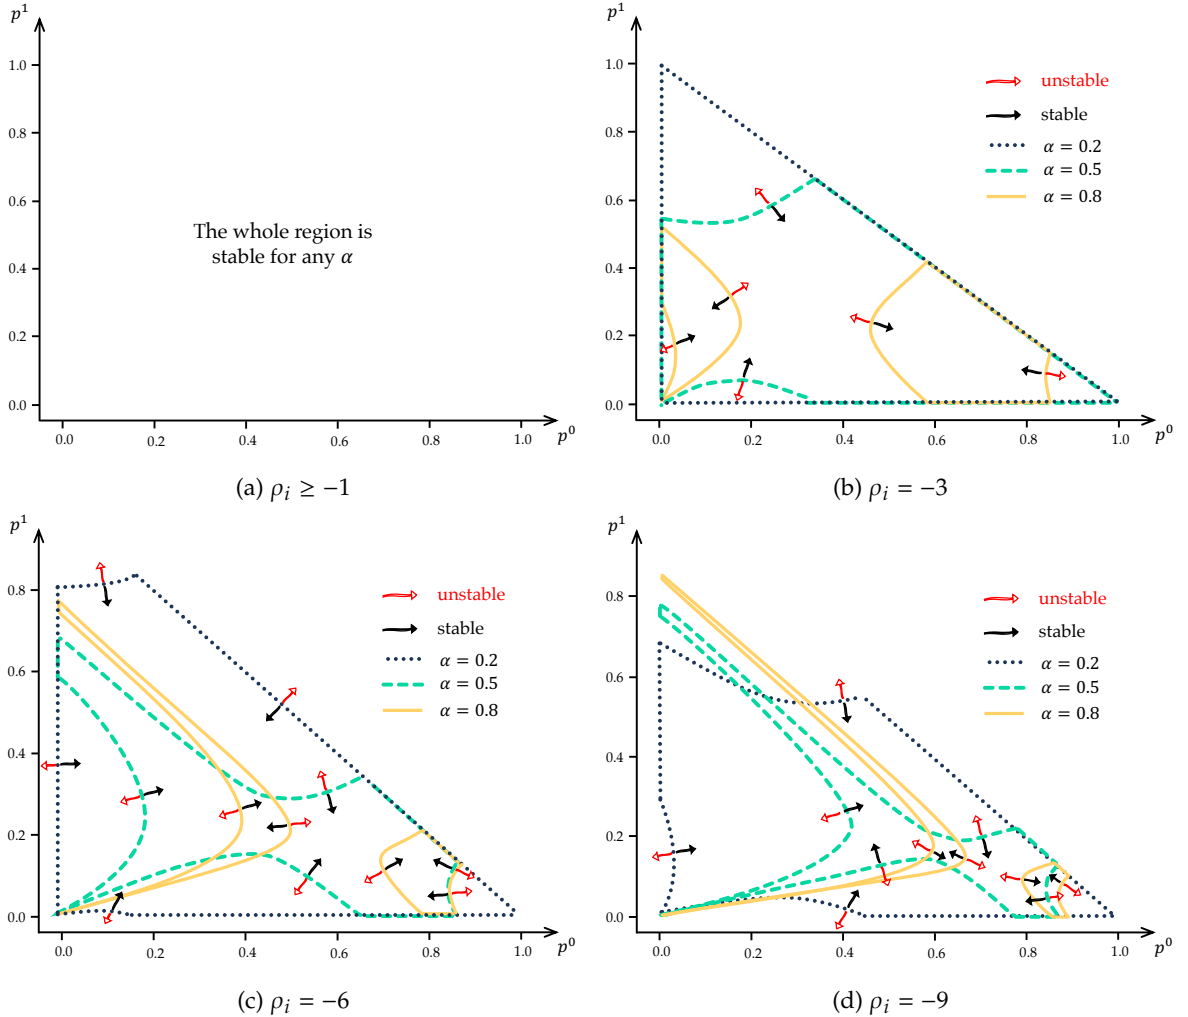 p¹
1.0
0.8
0.6
0.4
0.2
0.0
The whole region is
stable for any α
0.0 0.2 0.4 0.6 0.8 1.0 p⁰
(a) ρᵢ ≥ −1
p¹
1.0
0.8
0.6
0.4
0.2
0.0
unstable
stable
α = 0.2
α = 0.5
α = 0.8
0.0 0.2 0.4 0.6 0.8 1.0 p⁰
(b) ρᵢ = −3
p¹
0.8
0.6
0.4
0.2
0.0
unstable
stable
α = 0.2
α = 0.5
α = 0.8
0.0 0.2 0.4 0.6 0.8 1.0 p⁰
(c) ρᵢ = −6
p¹
0.8
0.6
0.4
0.2
0.0
unstable
stable
α = 0.2
α = 0.5
α = 0.8
0.0 0.2 0.4 0.6 0.8 1.0 p⁰
(d) ρᵢ = −9